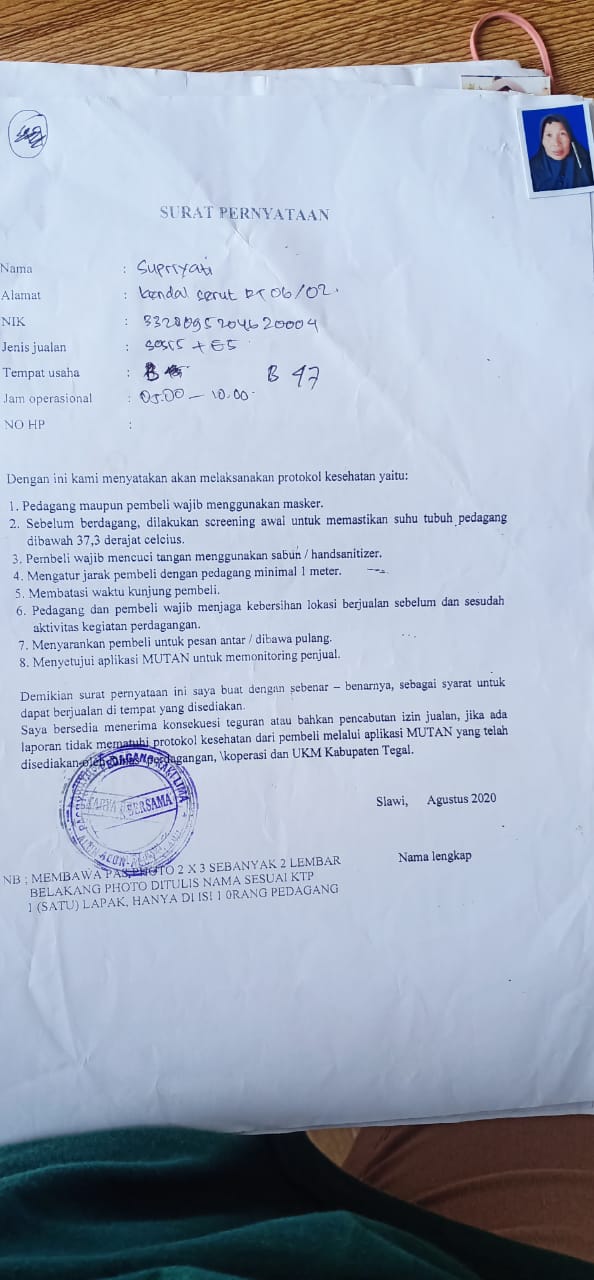 SURAT PERNYATAAN
Nama : Supriyati
Alamat : kendal serut RT 06/02.
NIK : 3328095204620004
Jenis jualan : sosis + ES
Tempat usaha : B 47
Jam operasional : 05.00 – 10.00
NO HP :
Dengan ini kami menyatakan akan melaksanakan protokol kesehatan yaitu:
1. Pedagang maupun pembeli wajib menggunakan masker.
2. Sebelum berdagang, dilakukan screening awal untuk memastikan suhu tubuh pedagang
dibawah 37,3 derajat celcius.
3. Pembeli wajib mencuci tangan menggunakan sabun / handsanitizer.
4. Mengatur jarak pembeli dengan pedagang minimal 1 meter.
5. Membatasi waktu kunjung pembeli.
6. Pedagang dan pembeli wajib menjaga kebersihan lokasi berjualan sebelum dan sesudah
aktivitas kegiatan perdagangan.
7. Menyarankan pembeli untuk pesan antar / dibawa pulang.
8. Menyetujui aplikasi MUTAN untuk memonitoring penjual.
Demikian surat pernyataan ini saya buat dengan sebenar – benarnya, sebagai syarat untuk
dapat berjualan di tempat yang disediakan.
Saya bersedia menerima konsekuesi teguran atau bahkan pencabutan izin jualan, jika ada
laporan tidak mematuhi protokol kesehatan dari pembeli melalui aplikasi MUTAN yang telah
disediakan perdagangan, \koperasi dan UKM Kabupaten Tegal.
PEDAGANG KAKI LIMA
KARYA BERSAMA
Slawi, Agustus 2020
Nama lengkap
NB : MEMBAWA PAS PHOTO 2 X 3 SEBANYAK 2 LEMBAR
BELAKANG PHOTO DITULIS NAMA SESUAI KTP
1 (SATU) LAPAK, HANYA DI ISI 1 0RANG PEDAGANG